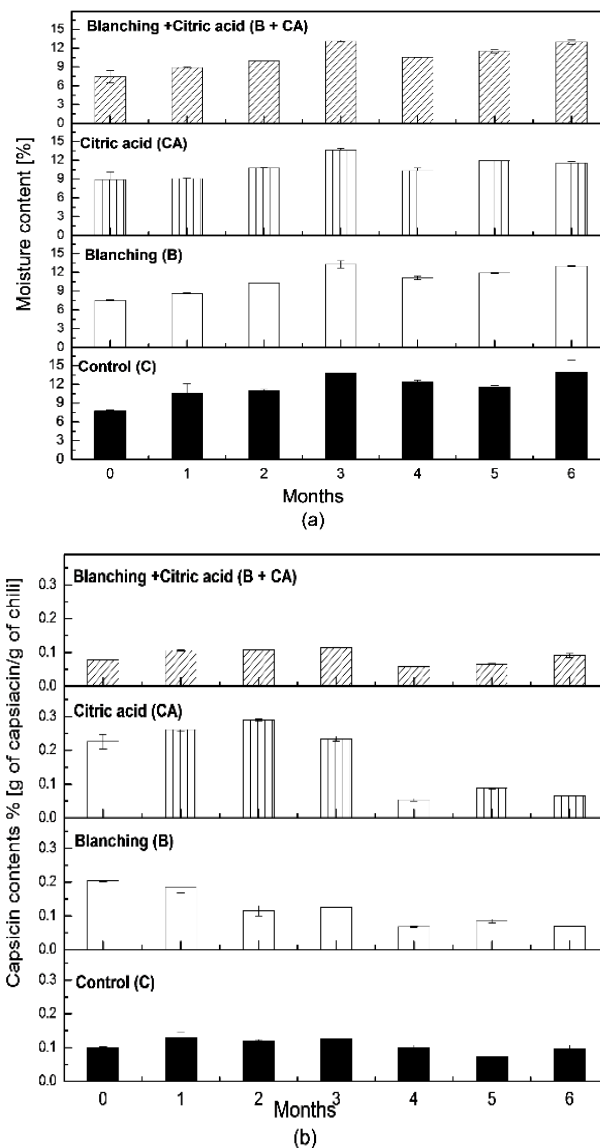 Blanching +Citric acid (B + CA)
15
12
9
6
3
0
Citric acid (CA)
15
12
9
6
3
0
Blanching (B)
15
12
9
6
3
0
Control (C)
15
12
9
6
3
0
Moisture content [%]
0 1 2 3 4 5 6
Months
(a)
Blanching +Citric acid (B + CA)
0.3
0.2
0.1
0.0
Citric acid (CA)
0.3
0.2
0.1
0.0
Blanching (B)
0.3
0.2
0.1
0.0
Control (C)
0.3
0.2
0.1
0.0
Capsicin contents % [g of capsiacin/g of chili]
0 1 2 3 4 5 6
Months
(b)